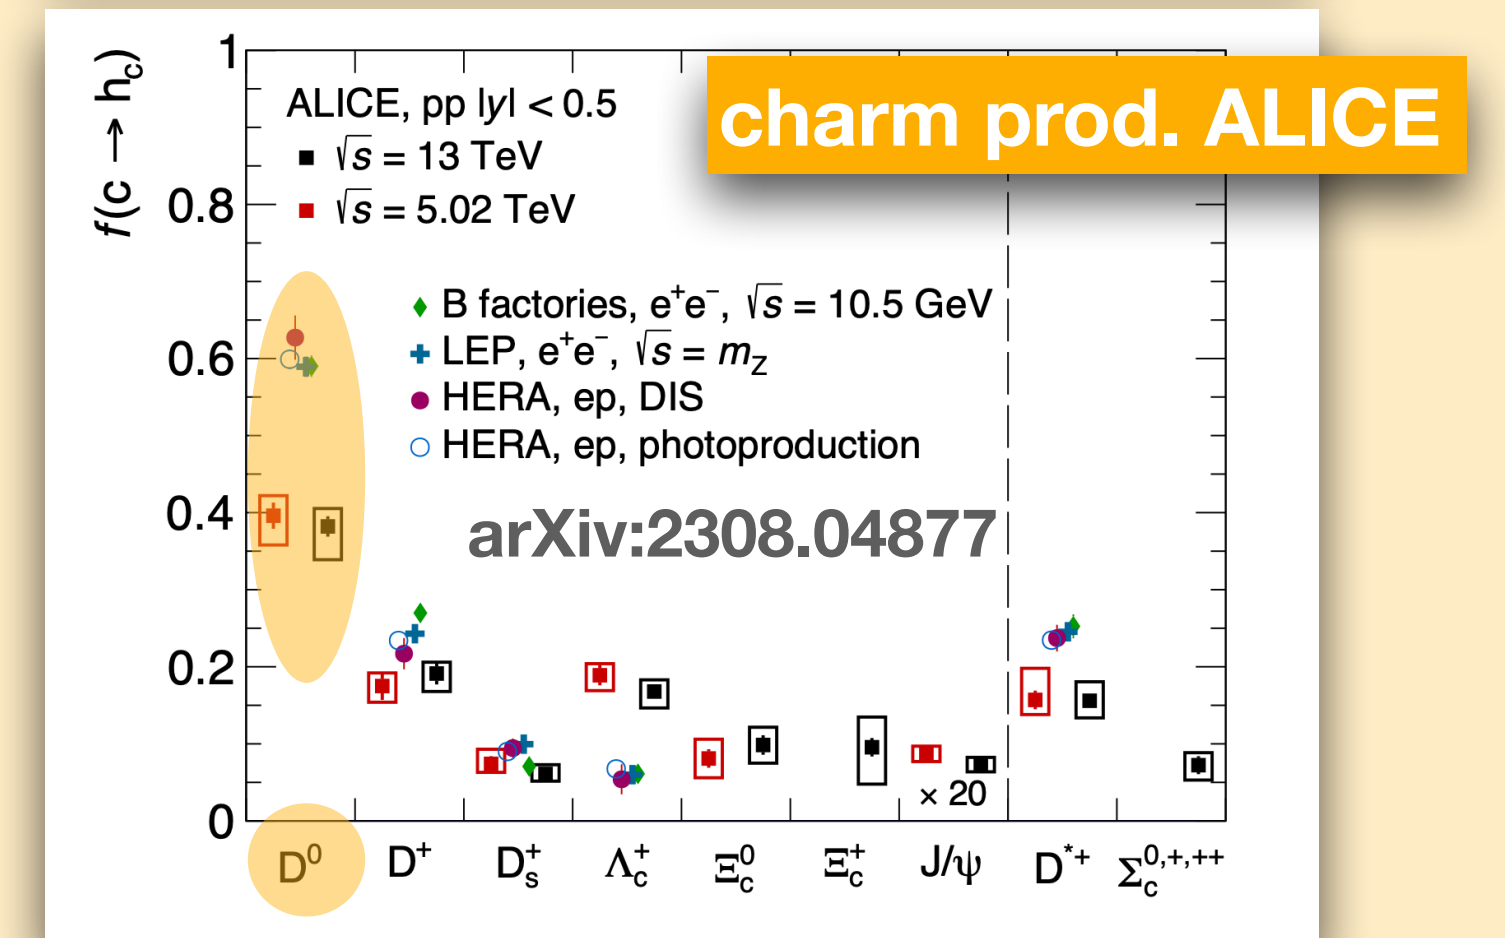 charm prod. ALICE
f(c → h_c)
1
0.8
0.6
0.4
0.2
0
ALICE, pp |y| < 0.5
√s = 13 TeV
√s = 5.02 TeV
B factories, e⁺e⁻, √s = 10.5 GeV
LEP, e⁺e⁻, √s = m_Z
HERA, ep, DIS
HERA, ep, photoproduction
arXiv:2308.04877
× 20
D⁰ D⁺ D_s⁺ Λ_c⁺ Ξ_c⁰ Ξ_c⁺ J/ψ D*⁺ Σ_c^{0,+,++}